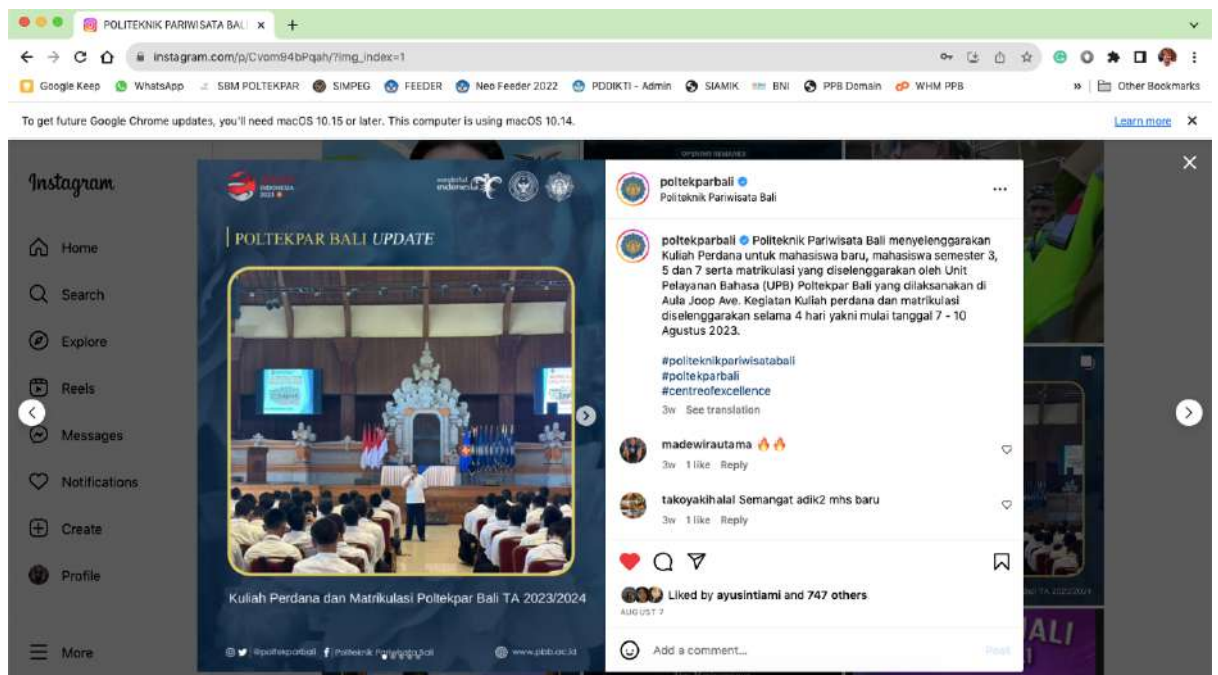 POLITEKNIK PARIWISATA BALI
instagram.com/p/Cvom94bPqah/?img_index=1
Google Keep WhatsApp SBM POLTEKPAR SIMPEG FEEDER Neo Feeder 2022 PDDIKTI - Admin SIAMIK BNI PPB Domain WHM PPB » Other Bookmarks
To get future Google Chrome updates, you'll need macOS 10.15 or later. This computer is using macOS 10.14.
Learn more
Instagram
Home
Search
Explore
Reels
Messages
Notifications
Create
Profile
More
INDONESIA
2023
wonderful
indonesia
POLTEKPAR BALI UPDATE
Kuliah Perdana dan Matrikulasi Poltekpar Bali TA 2023/2024
@poltekparbali Politeknik Pariwisata Bali www.ppb.ac.id
poltekparbali
Politeknik Pariwisata Bali
poltekparbali Politeknik Pariwisata Bali menyelenggarakan
Kuliah Perdana untuk mahasiswa baru, mahasiswa semester 3,
5 dan 7 serta matrikulasi yang diselenggarakan oleh Unit
Pelayanan Bahasa (UPB) Poltekpar Bali yang dilaksanakan di
Aula Joop Ave. Kegiatan Kuliah perdana dan matrikulasi
diselenggarakan selama 4 hari yakni mulai tanggal 7 - 10
Agustus 2023.
#politeknikpariwisatabali
#poltekparbali
#centreofexcellence
3w See translation
madewirautama 🔥🔥
3w 1 like Reply
takoyakihalal Semangat adik2 mhs baru
3w 1 like Reply
Liked by ayusintiami and 747 others
AUGUST 7
Add a comment...
Post
ALI